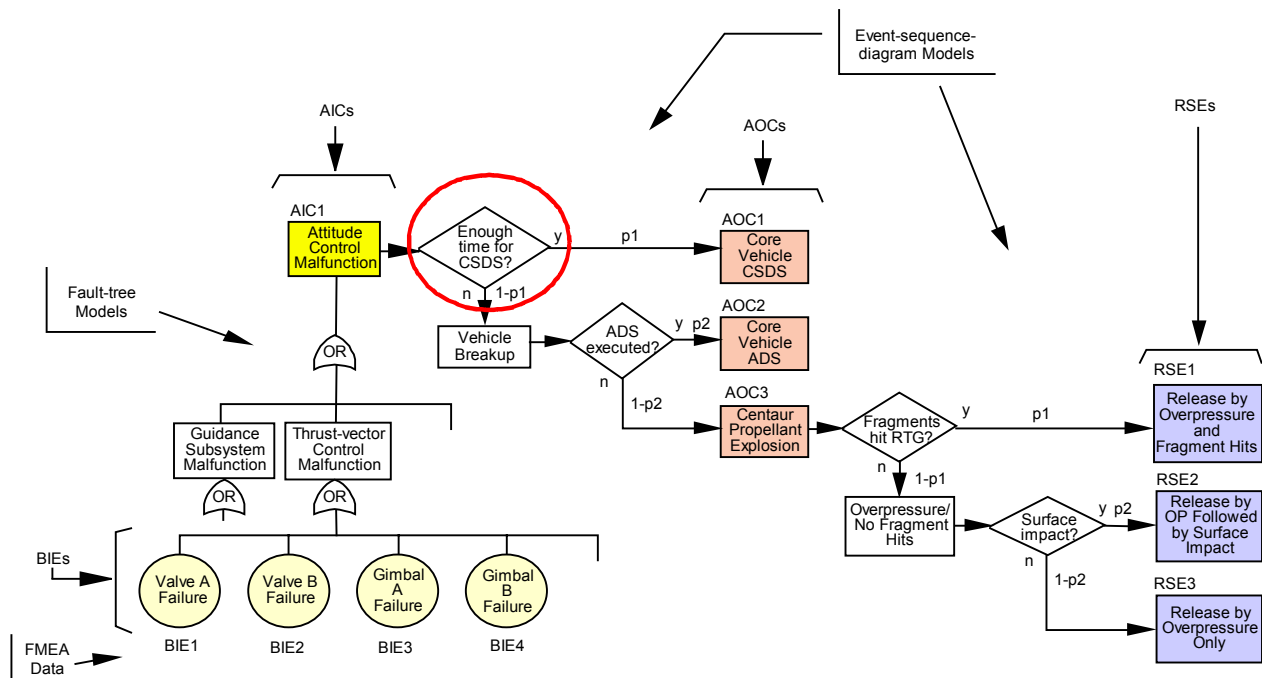 Event-sequence-
diagram Models
AICs
AOCs
RSEs
AIC1
Attitude
Control
Malfunction
Enough
time for
CSDS?
y
p1
AOC1
Core
Vehicle
CSDS
Fault-tree
Models
n
1-p1
Vehicle
Breakup
ADS
executed?
y
p2
AOC2
Core
Vehicle
ADS
OR
n
1-p2
AOC3
Centaur
Propellant
Explosion
Fragments
hit RTG?
y
p1
RSE1
Release by
Overpressure
and
Fragment Hits
Guidance
Subsystem
Malfunction
Thrust-vector
Control
Malfunction
n
1-p1
OR
OR
Overpressure/
No Fragment
Hits
Surface
impact?
y
p2
RSE2
Release by
OP Followed
by Surface
Impact
n
1-p2
RSE3
Release by
Overpressure
Only
BIEs
Valve A
Failure
Valve B
Failure
Gimbal
A
Failure
Gimbal
B
Failure
BIE1
BIE2
BIE3
BIE4
FMEA
Data